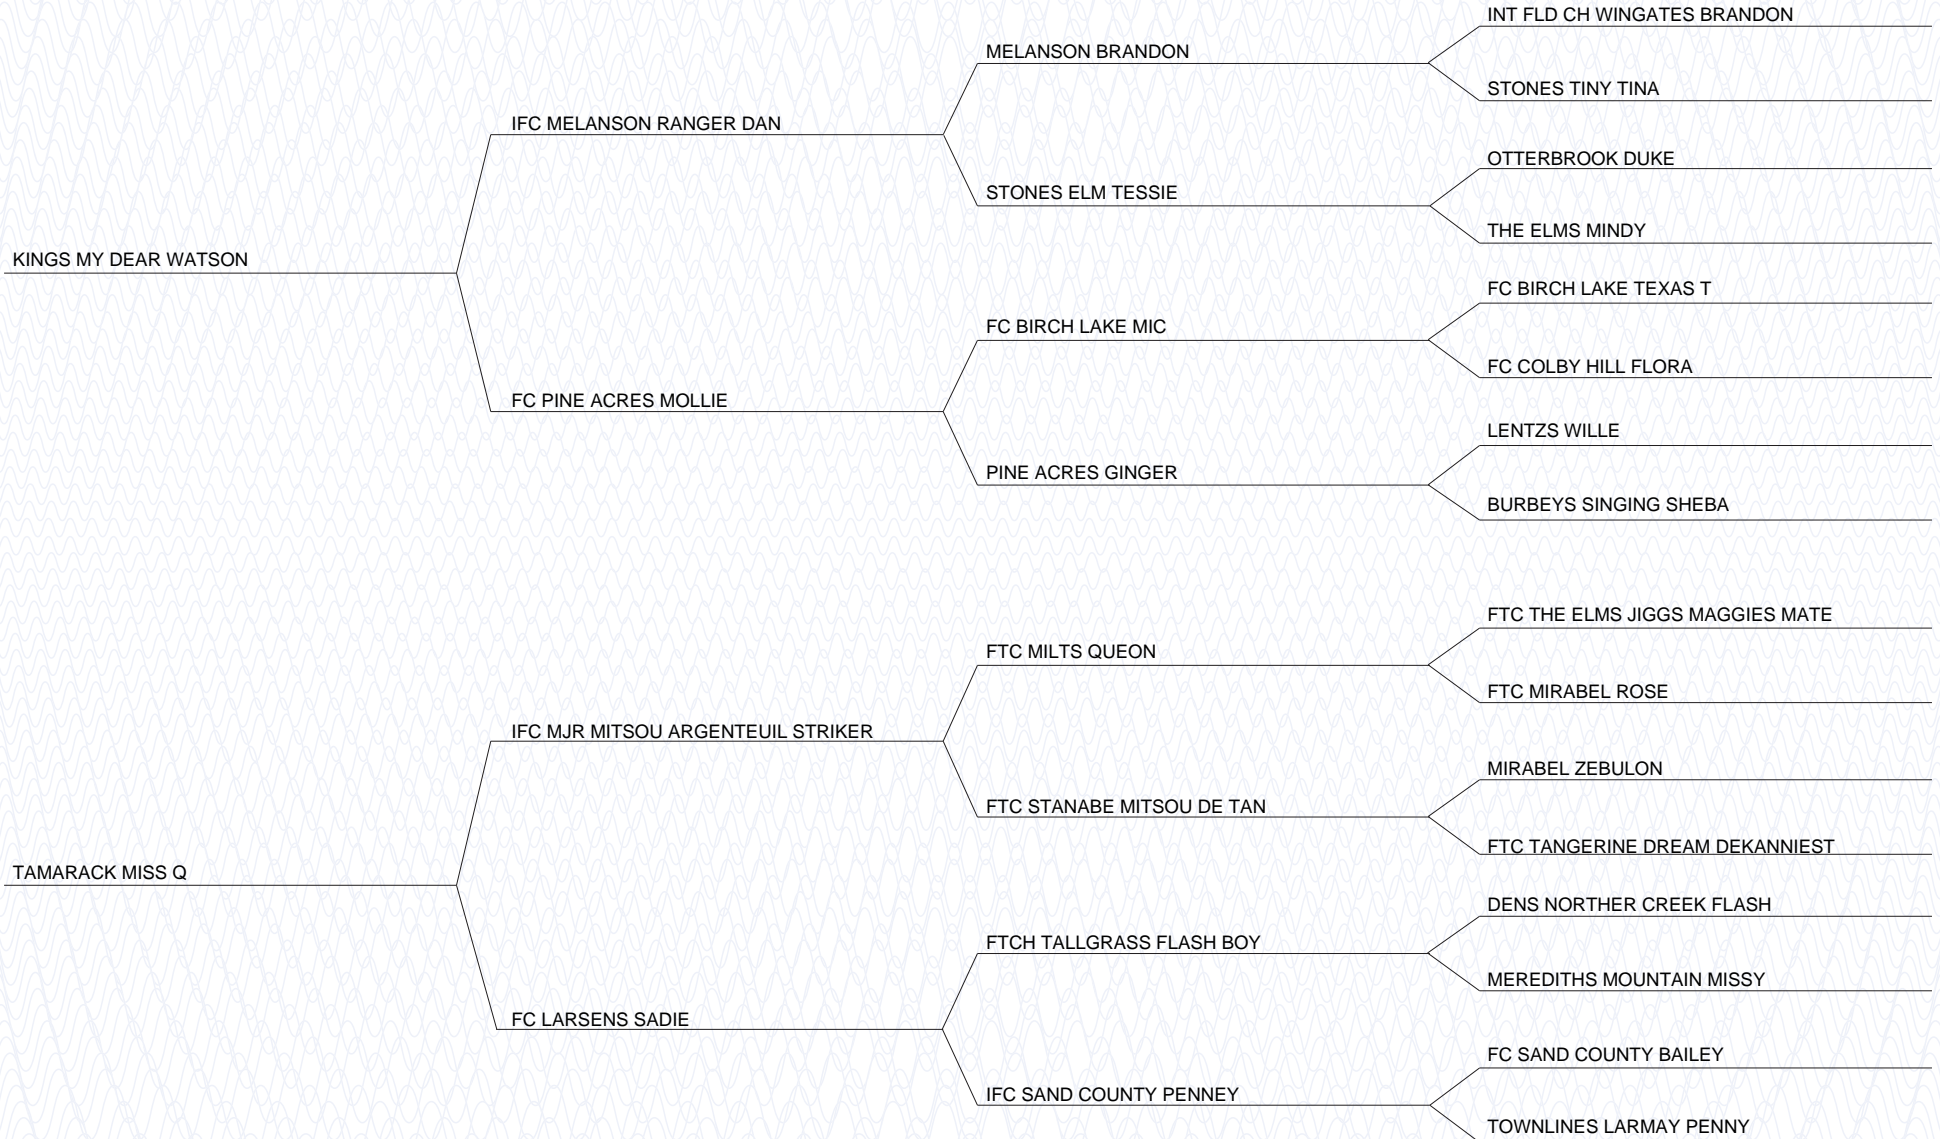 INT FLD CH WINGATES BRANDON
MELANSON BRANDON
STONES TINY TINA
IFC MELANSON RANGER DAN
OTTERBROOK DUKE
STONES ELM TESSIE
THE ELMS MINDY
KINGS MY DEAR WATSON
FC BIRCH LAKE TEXAS T
FC BIRCH LAKE MIC
FC COLBY HILL FLORA
FC PINE ACRES MOLLIE
LENTZS WILLE
PINE ACRES GINGER
BURBEYS SINGING SHEBA
FTC THE ELMS JIGGS MAGGIES MATE
FTC MILTS QUEON
FTC MIRABEL ROSE
IFC MJR MITSOU ARGENTEUIL STRIKER
MIRABEL ZEBULON
FTC STANABE MITSOU DE TAN
FTC TANGERINE DREAM DEKANNIEST
TAMARACK MISS Q
DENS NORTHER CREEK FLASH
FTCH TALLGRASS FLASH BOY
MEREDITHS MOUNTAIN MISSY
FC LARSENS SADIE
FC SAND COUNTY BAILEY
IFC SAND COUNTY PENNEY
TOWNLINES LARMAY PENNY